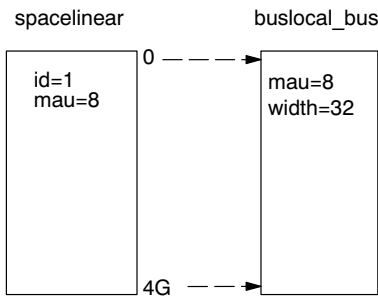 spacelinear
buslocal_bus
0
id=1
mau=8
mau=8
width=32
4G